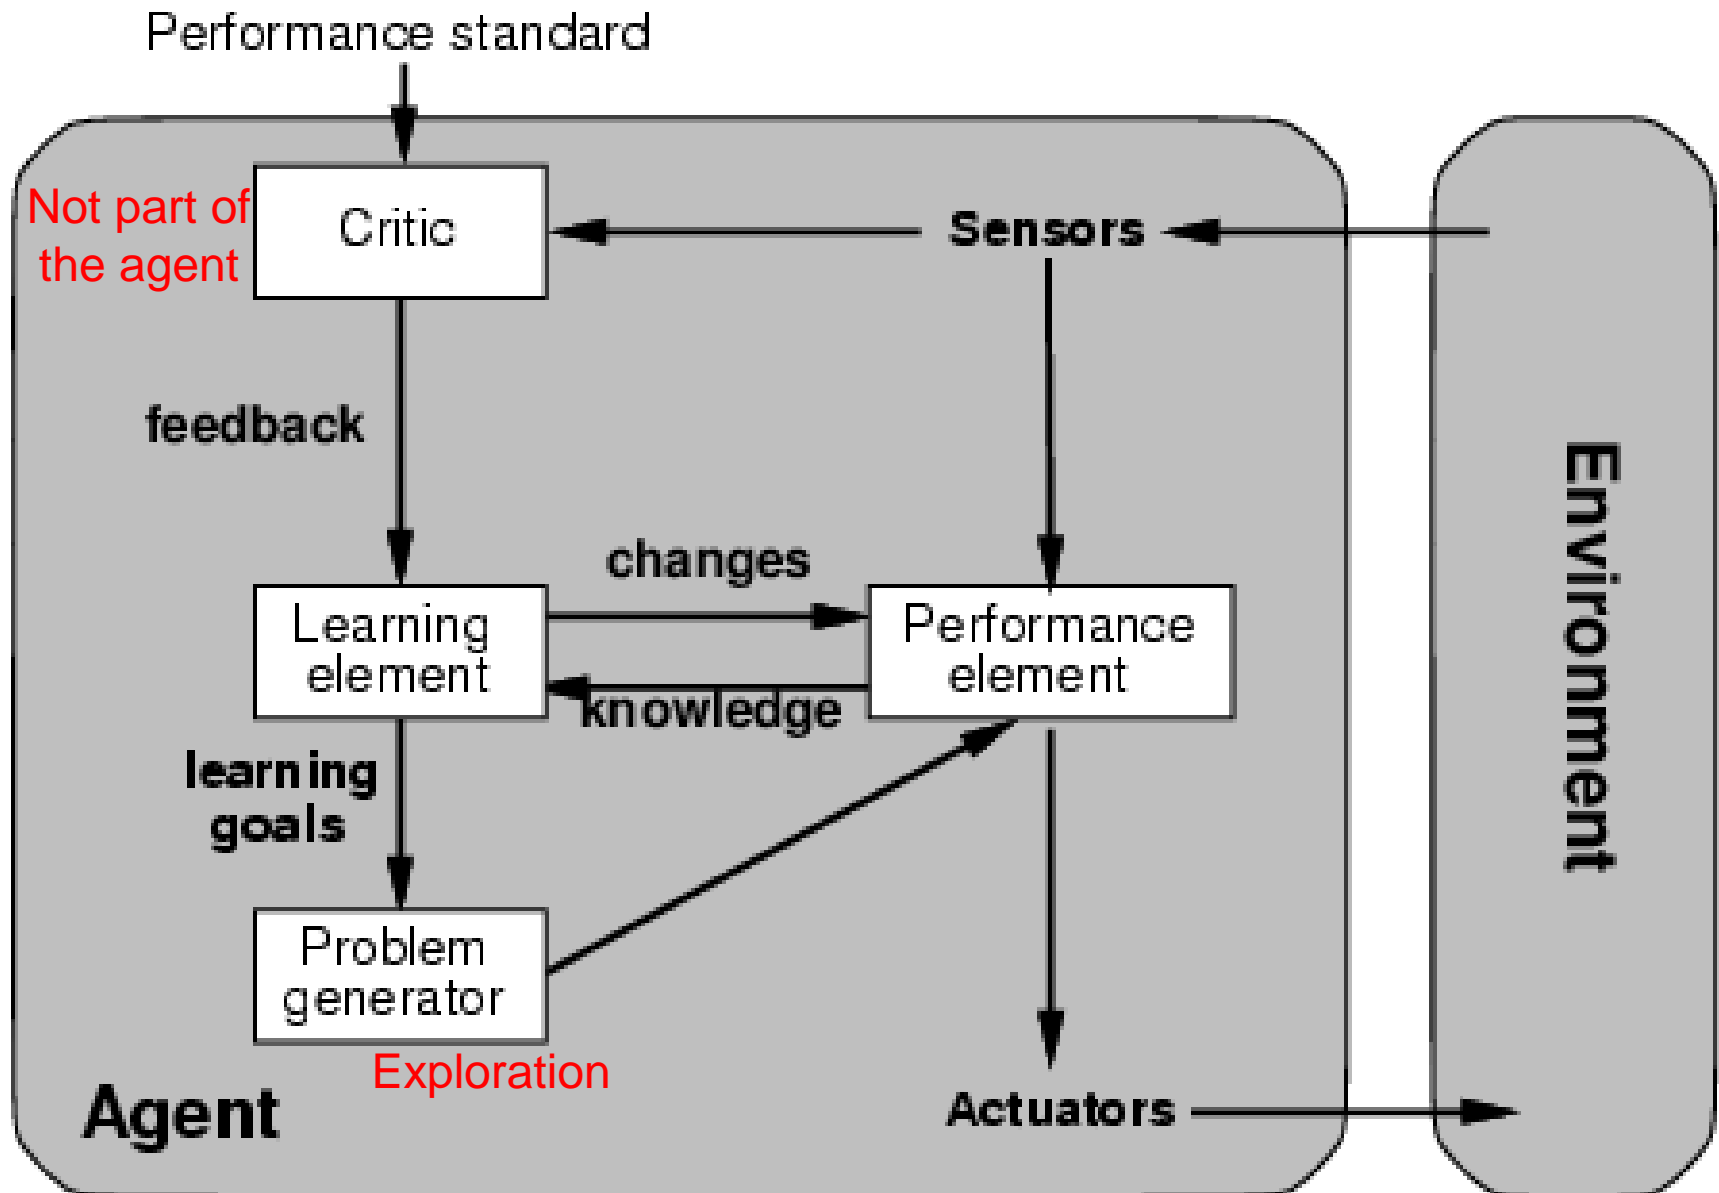 Performance standard
Not part of
the agent
Critic
Sensors
feedback
changes
Learning
element
Performance
element
knowledge
learning
goals
Problem
generator
Exploration
Agent
Actuators
Environment